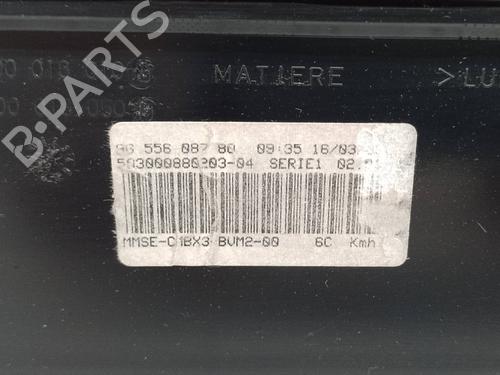 B-PARTS
MATIERE >LU
96 556 087 80 09:35 16/03
593000880203-04 SERIE1 02
MMSE-C1BX3 BVM2-00 6C Kmh